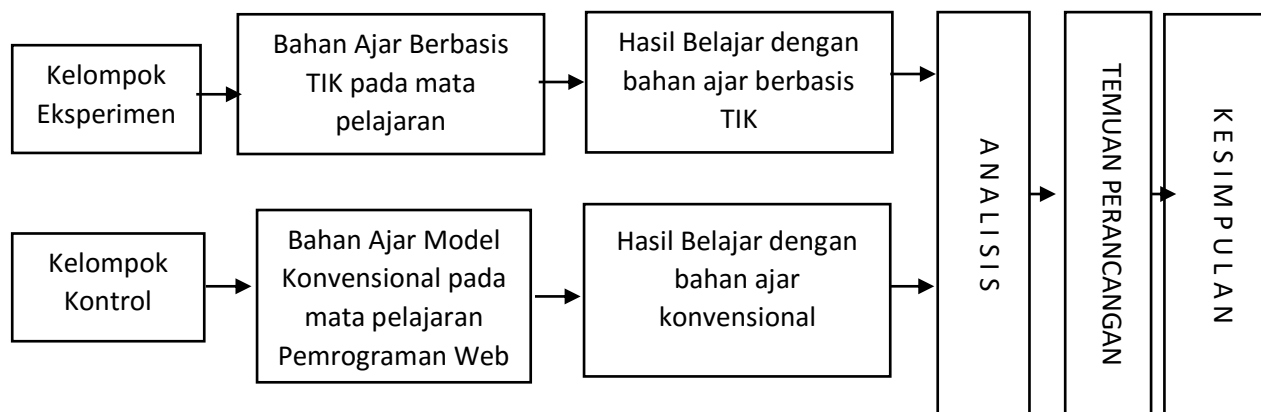 Kelompok
Eksperimen
Bahan Ajar Berbasis
TIK pada mata
pelajaran
Hasil Belajar dengan
bahan ajar berbasis
TIK
Kelompok
Kontrol
Bahan Ajar Model
Konvensional pada
mata pelajaran
Pemrograman Web
Hasil Belajar dengan
bahan ajar
konvensional
A N A L I S I S
TEMUAN PERANCANGAN
K E S I M P U L A N